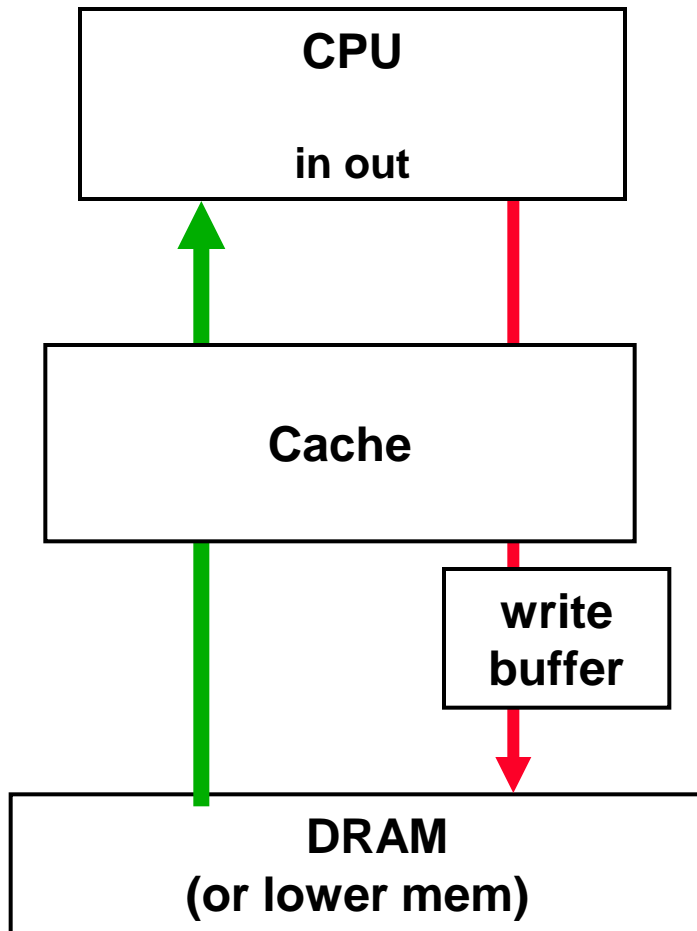 CPU
in out
Cache
write
buffer
DRAM
(or lower mem)